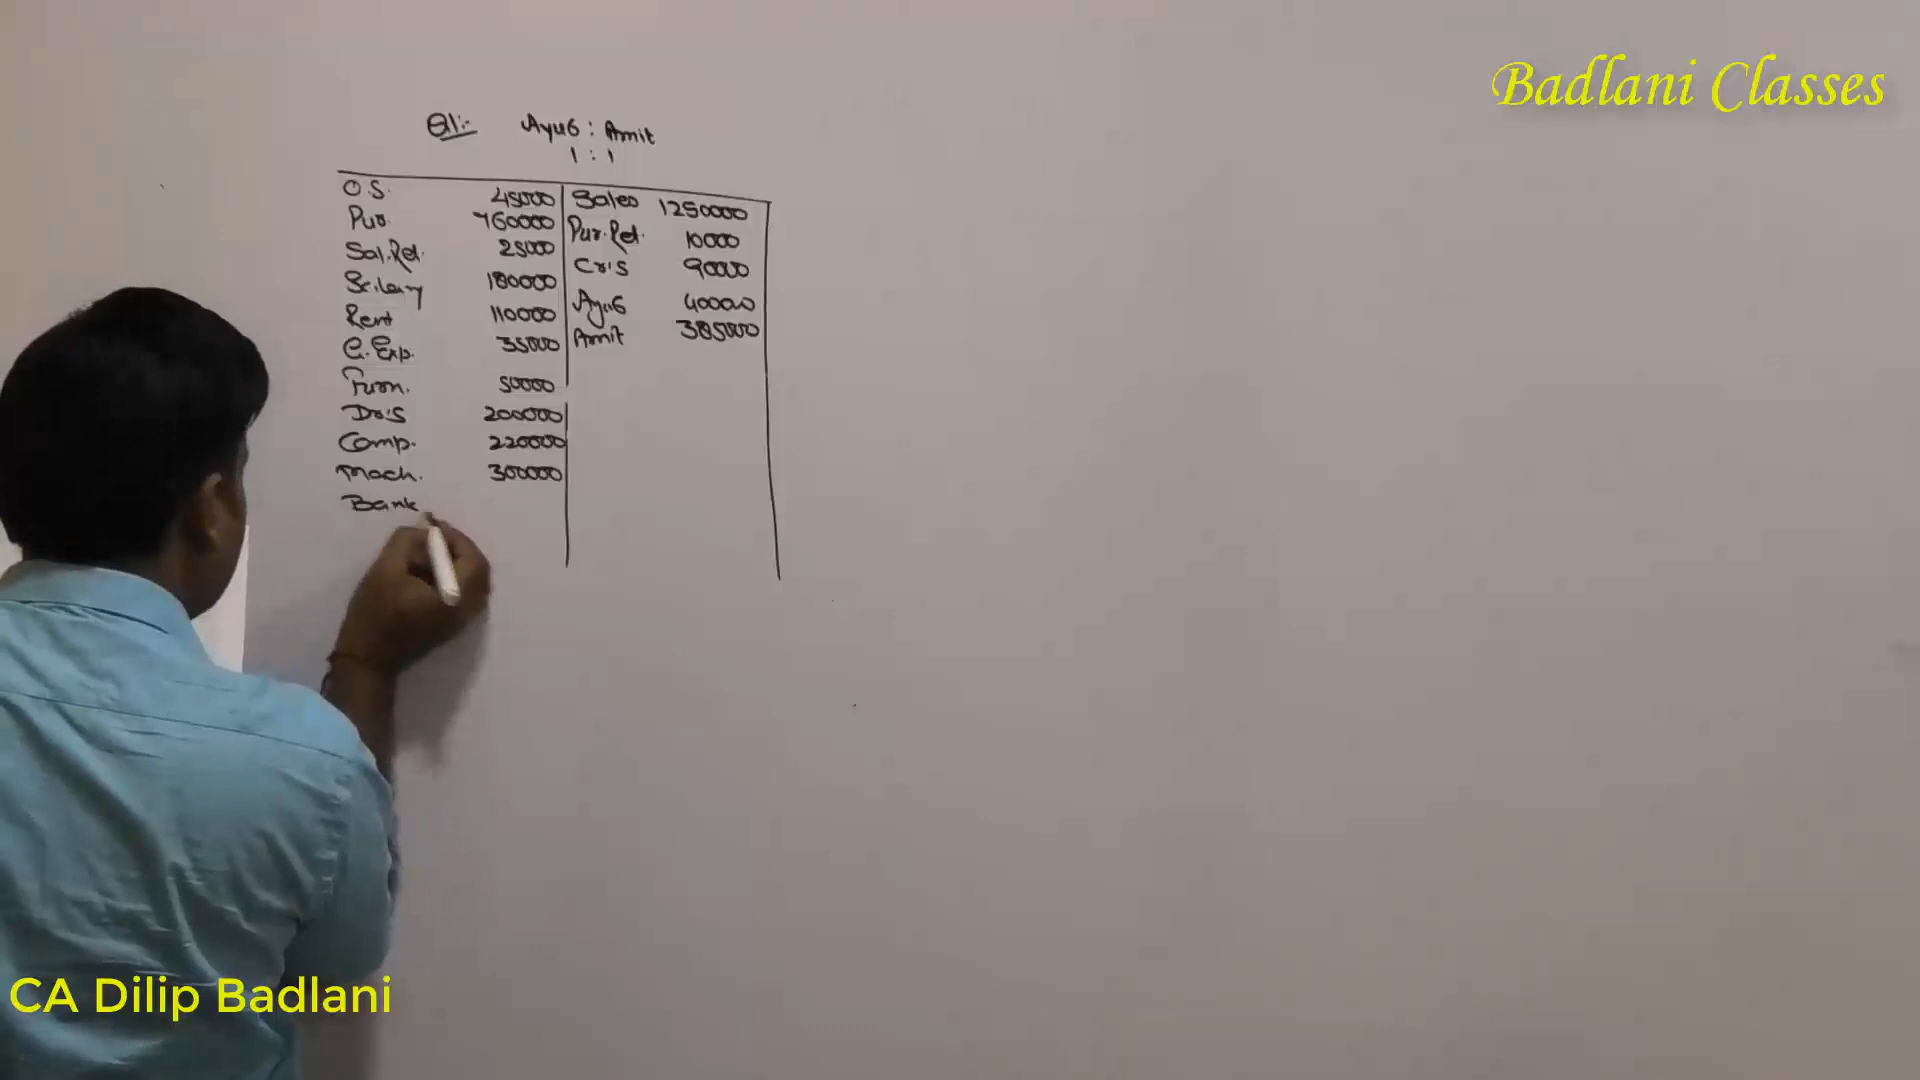 Badlani Classes
Q1:- Ayub : Amit
1 : 1
O.S. 45000 Sales 1250000
Pur. 760000 Pur. Ret. 10000
Sal. Ret. 25000 Cr's 90000
Salary 180000 Ayub 400000
Rent 110000 Amit 385000
G. Exp. 35000
Furn. 50000
Dr's 200000
Comp. 220000
Mach. 300000
Bank
CA Dilip Badlani